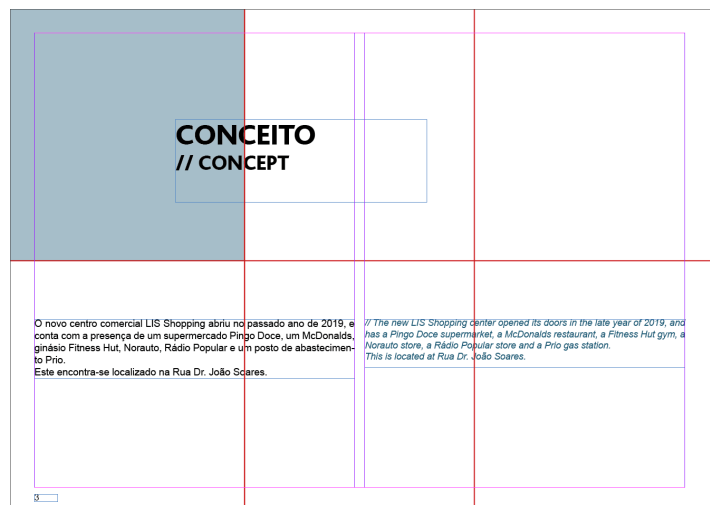 CONCEITO
// CONCEPT
O novo centro comercial LIS Shopping abriu no passado ano de 2019, e
conta com a presença de um supermercado Pingo Doce, um McDonalds,
ginásio Fitness Hut, Norauto, Rádio Popular e um posto de abastecimen-
to Prio.
Este encontra-se localizado na Rua Dr. João Soares.
// The new LIS Shopping center opened its doors in the late year of 2019, and
has a Pingo Doce supermarket, a McDonalds restaurant, a Fitness Hut gym, a
Norauto store, a Rádio Popular store and a Prio gas station.
This is located at Rua Dr. João Soares.
3